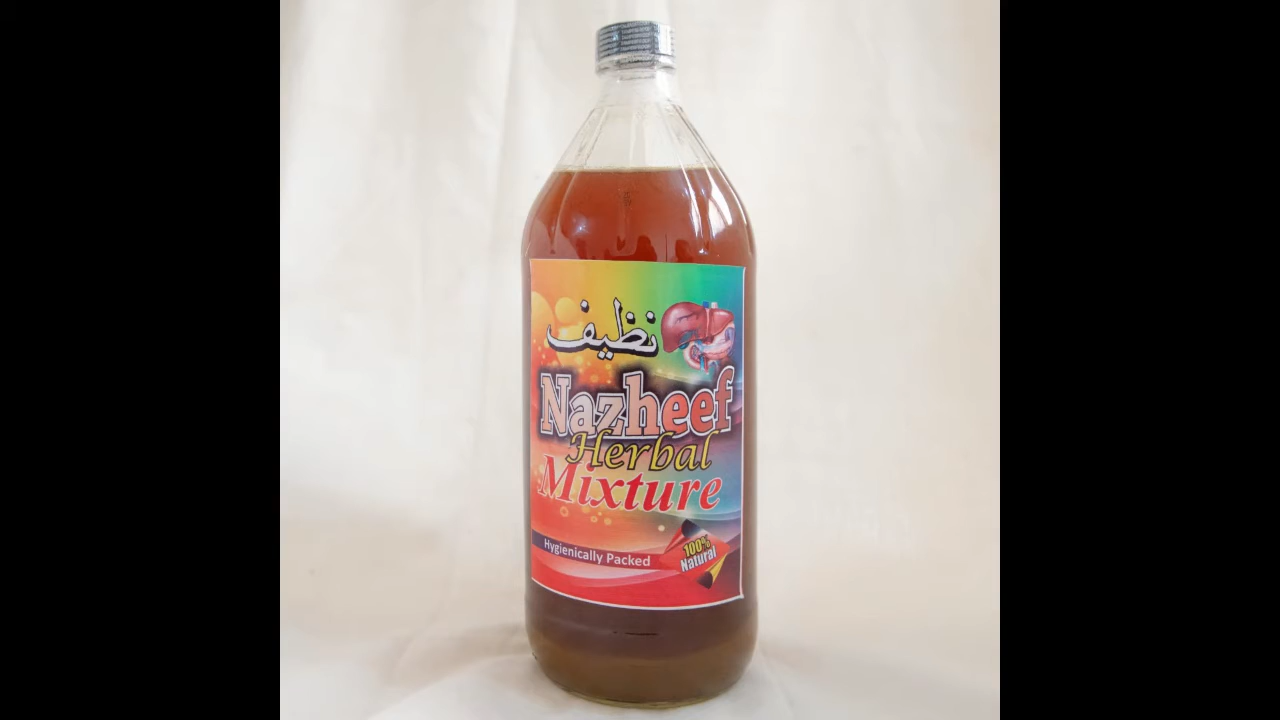 نظيف
Nazheef
Herbal
Mixture
Hygienically Packed
100%
Natural